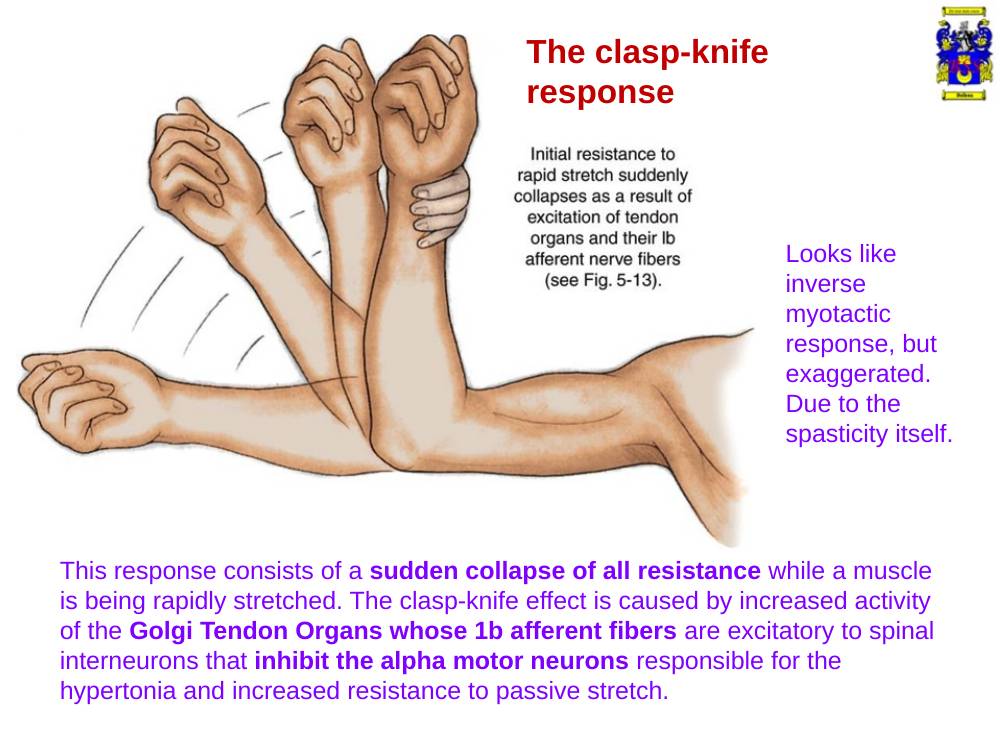 The clasp-knife
response
Initial resistance to
rapid stretch suddenly
collapses as a result of
excitation of tendon
organs and their Ib
afferent nerve fibers
(see Fig. 5-13).
Looks like
inverse
myotactic
response, but
exaggerated.
Due to the
spasticity itself.
This response consists of a sudden collapse of all resistance while a muscle
is being rapidly stretched. The clasp-knife effect is caused by increased activity
of the Golgi Tendon Organs whose 1b afferent fibers are excitatory to spinal
interneurons that inhibit the alpha motor neurons responsible for the
hypertonia and increased resistance to passive stretch.